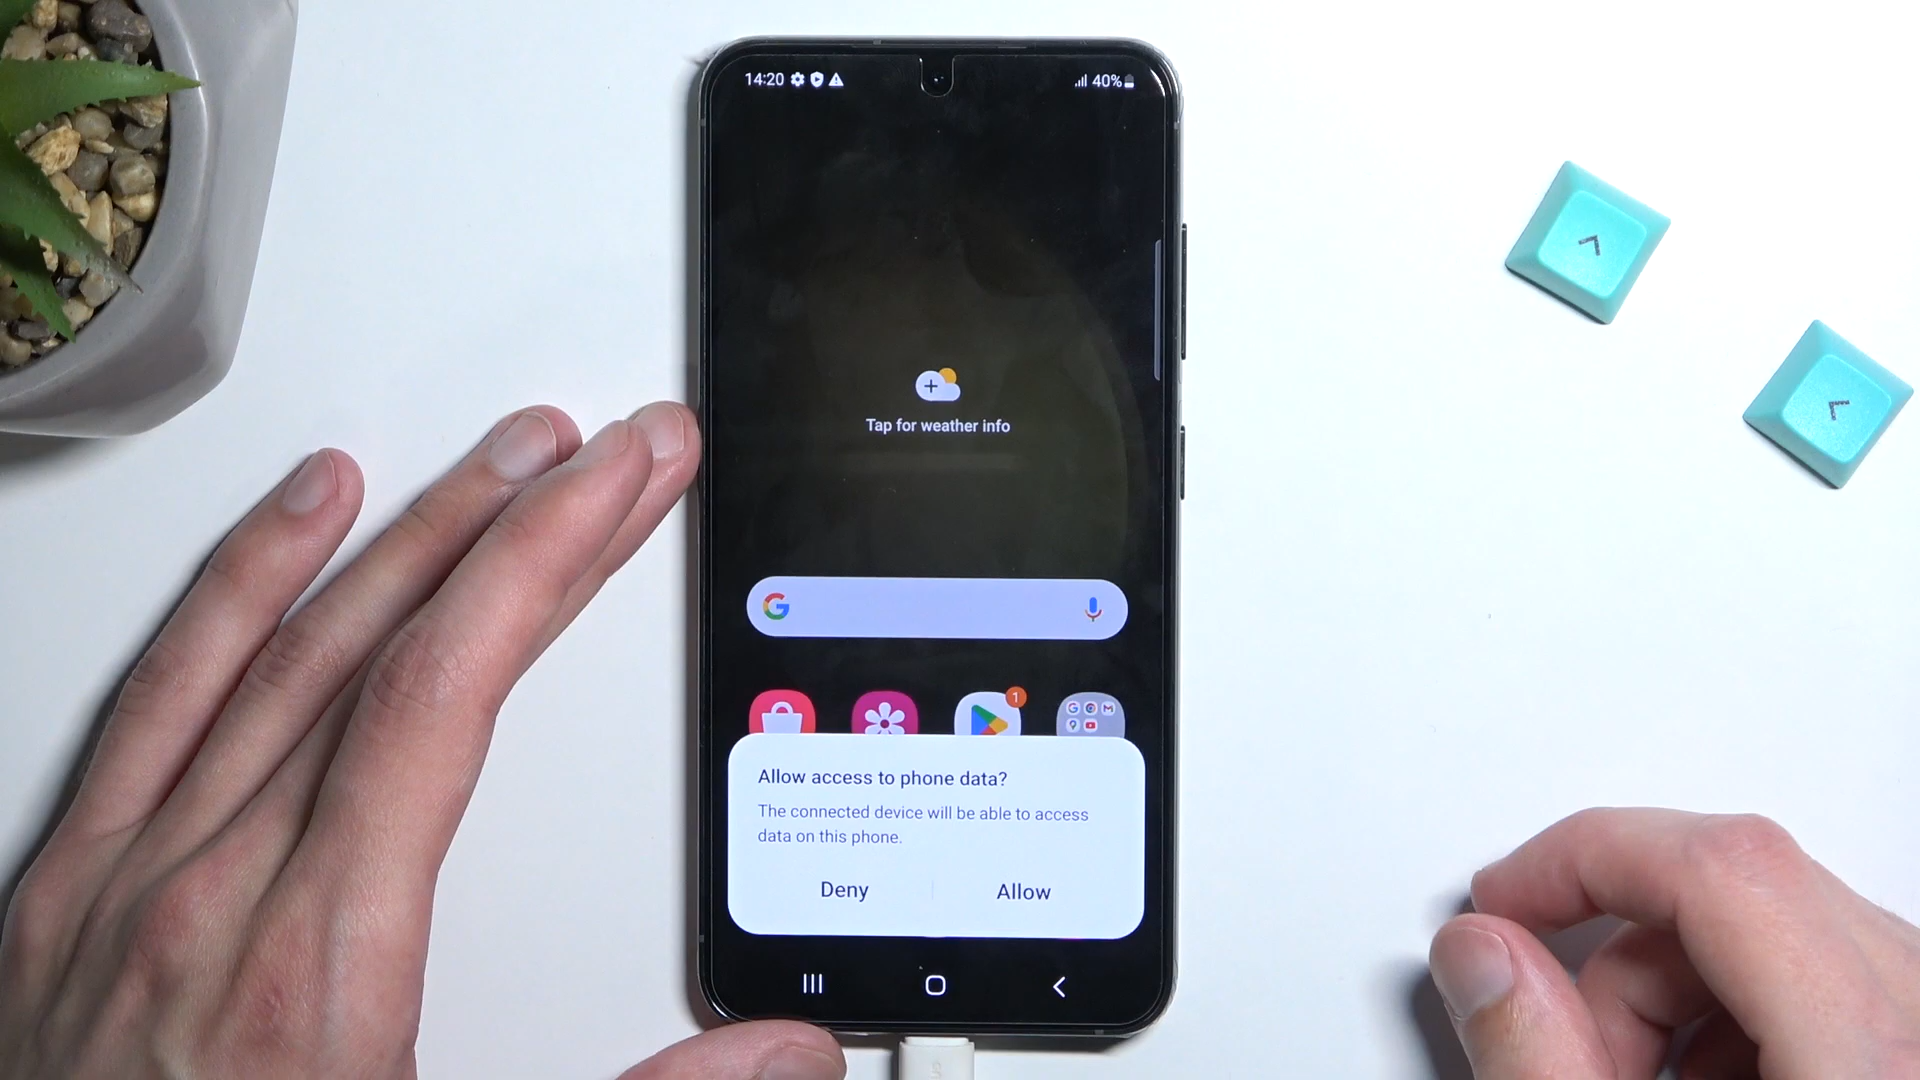 14:20
40%
Tap for weather info
G
1
G M
Allow access to phone data?
The connected device will be able to access
data on this phone.
Deny
Allow